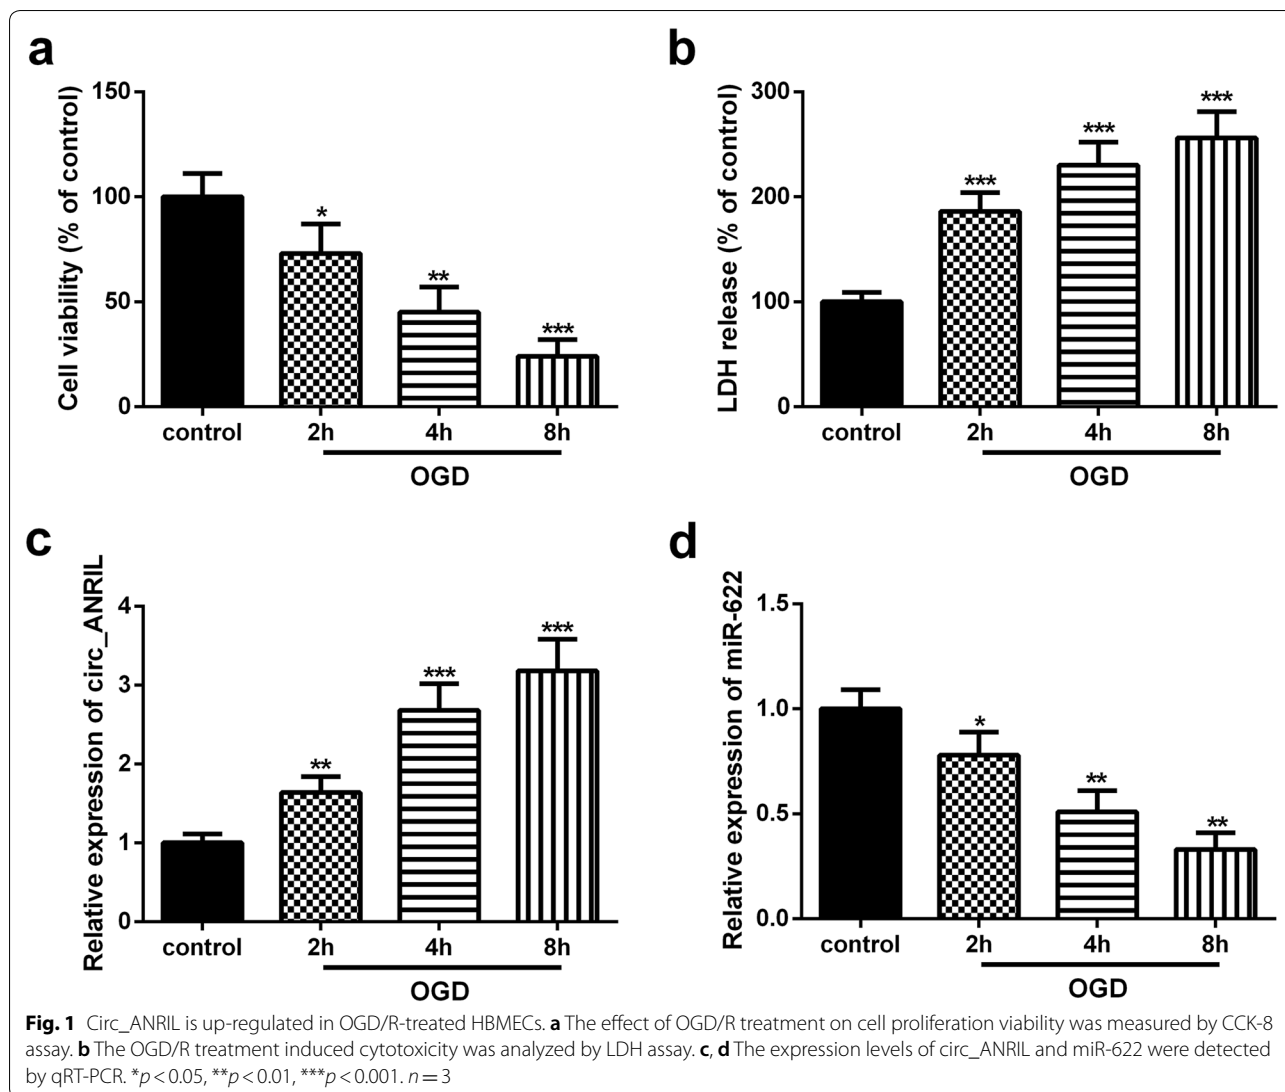 a
Cell viability (% of control)
150
100
50
0
*
**
***
control 2h 4h 8h
OGD
b
LDH release (% of control)
300
200
100
0
***
***
***
control 2h 4h 8h
OGD
c
Relative expression of circ_ANRIL
4
3
2
1
0
**
***
***
control 2h 4h 8h
OGD
d
Relative expression of miR-622
1.5
1.0
0.5
0.0
*
**
**
control 2h 4h 8h
OGD
Fig. 1 Circ_ANRIL is up-regulated in OGD/R-treated HBMECs. a The effect of OGD/R treatment on cell proliferation viability was measured by CCK-8
assay. b The OGD/R treatment induced cytotoxicity was analyzed by LDH assay. c, d The expression levels of circ_ANRIL and miR-622 were detected
by qRT-PCR. *p < 0.05, **p < 0.01, ***p < 0.001. n = 3